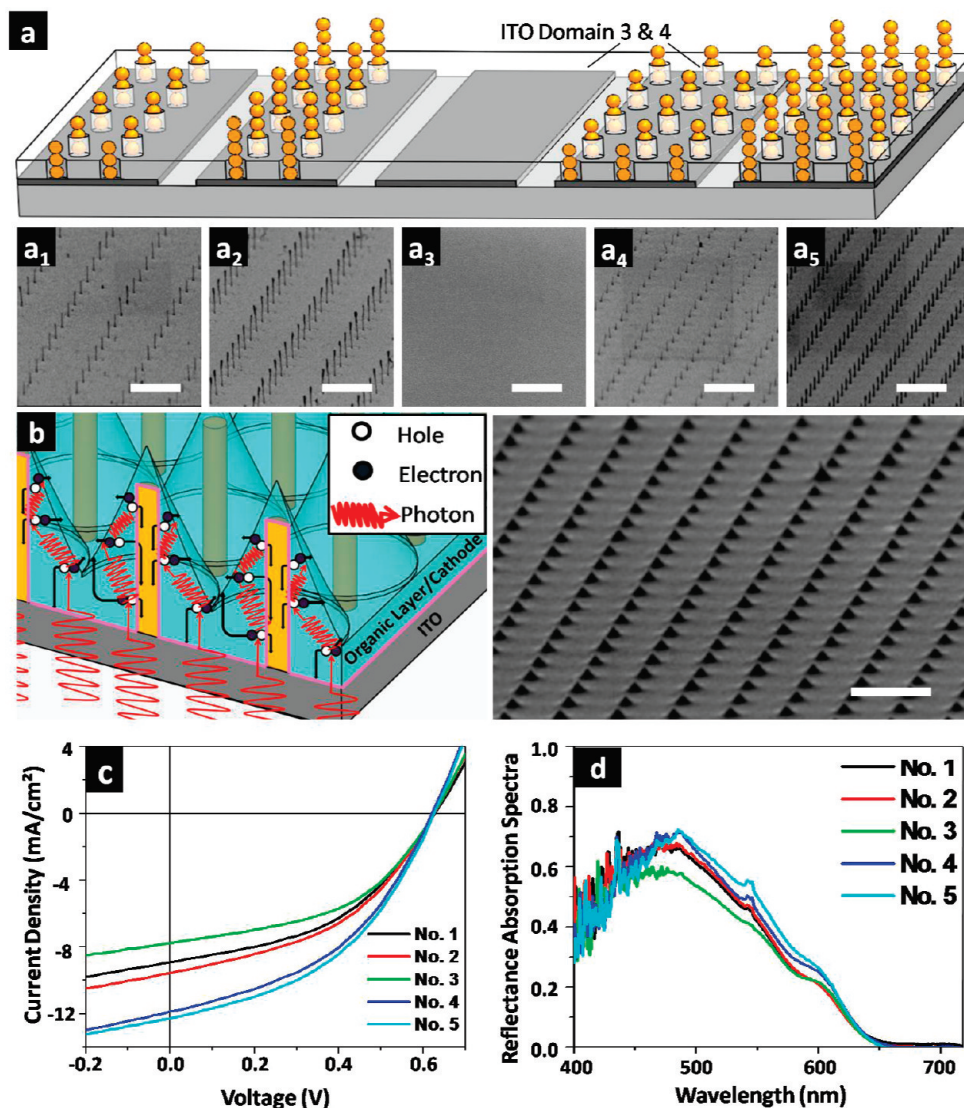 a
ITO Domain 3 & 4
a1
a2
a3
a4
a5
b
Hole
Electron
Photon
Organic Layer/Cathode
ITO
c
4
0
-4
-8
-12
Current Density (mA/cm²)
-0.2
0.0
0.2
0.4
0.6
Voltage (V)
No. 1
No. 2
No. 3
No. 4
No. 5
d
1.0
0.8
0.6
0.4
0.2
0.0
Reflectance Absorption Spectra
400
500
600
700
Wavelength (nm)
No. 1
No. 2
No. 3
No. 4
No. 5